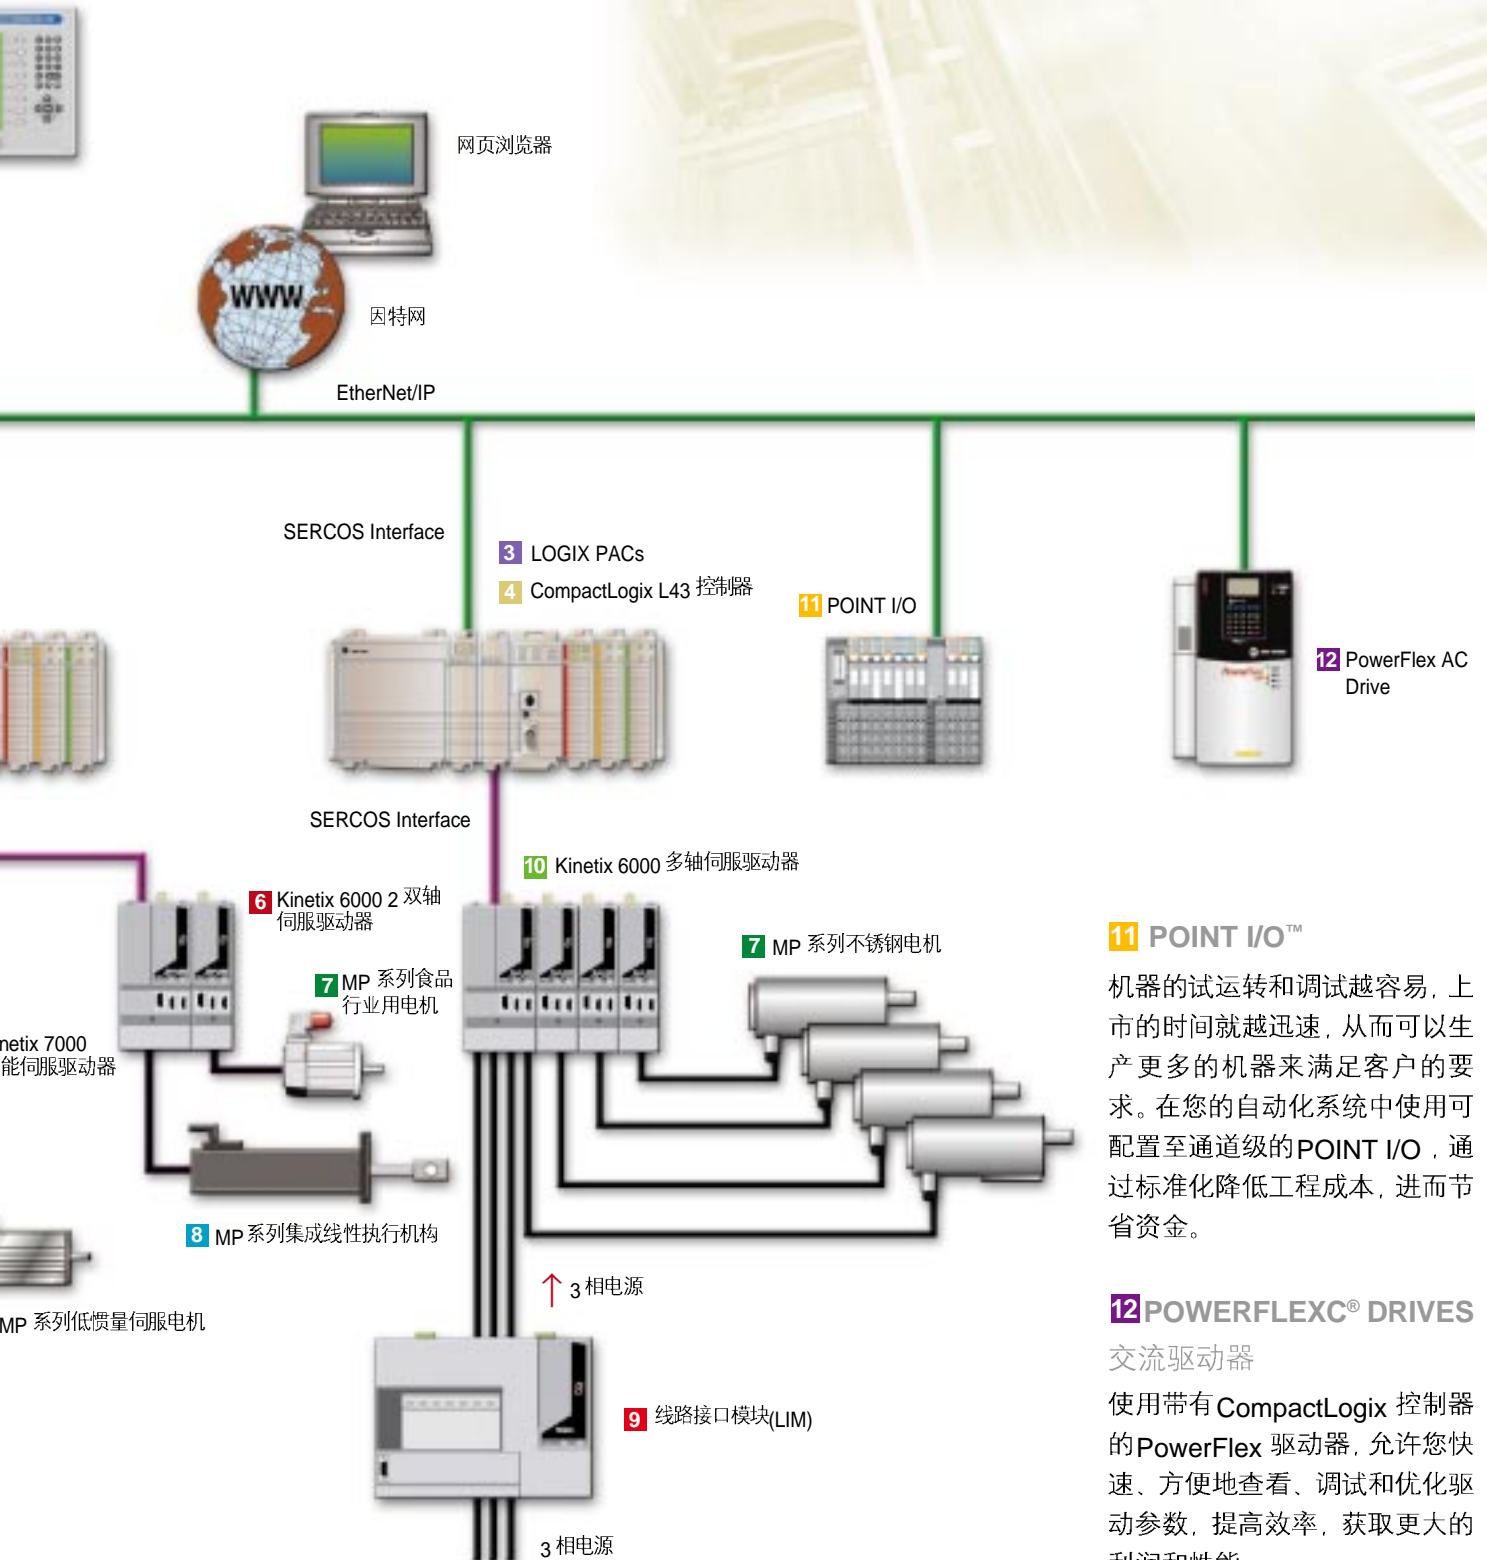 网页浏览器
WWW
因特网
EtherNet/IP
SERCOS Interface
3 LOGIX PACs
4 CompactLogix L43 控制器
11 POINT I/O
12 PowerFlex AC
Drive
SERCOS Interface
10 Kinetix 6000 多轴伺服驱动器
6 Kinetix 6000 2 双轴
伺服驱动器
7 MP 系列不锈钢电机
7 MP 系列食品
行业用电机
netix 7000
能伺服驱动器
8 MP 系列集成线性执行机构
3 相电源
MP 系列低惯量伺服电机
9 线路接口模块(LIM)
3 相电源
11 POINT I/O™
机器的试运转和调试越容易, 上
市的时间就越迅速, 从而可以生
产更多的机器来满足客户的要
求。在您的自动化系统中使用可
配置至通道级的POINT I/O , 通
过标准化降低工程成本, 进而节
省资金。
12 POWERFLEXC® DRIVES
交流驱动器
使用带有CompactLogix 控制器
的PowerFlex 驱动器, 允许您快
速、方便地查看、调试和优化驱
动参数, 提高效率, 获取更大的
利润和性能